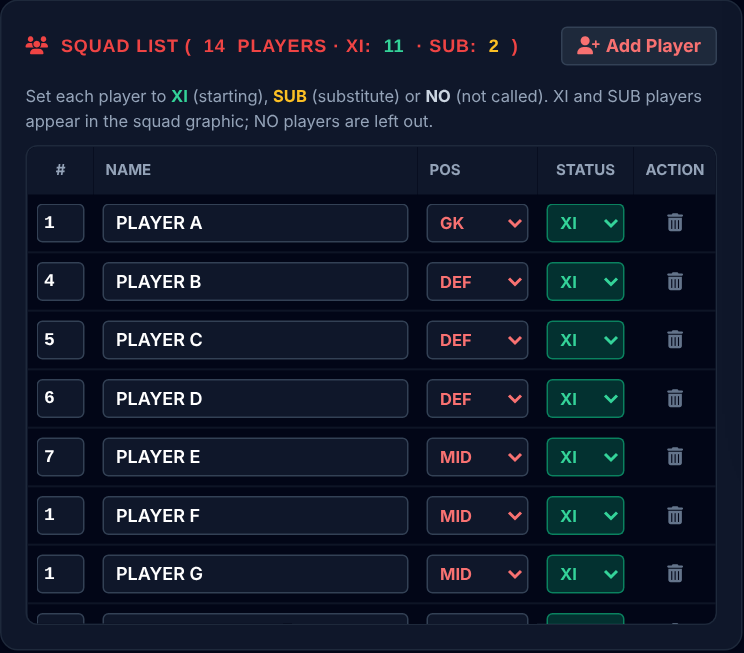 SQUAD LIST ( 14 PLAYERS · XI: 11 · SUB: 2 )
Add Player
Set each player to XI (starting), SUB (substitute) or NO (not called). XI and SUB players
appear in the squad graphic; NO players are left out.
# NAME POS STATUS ACTION
1 PLAYER A GK XI
4 PLAYER B DEF XI
5 PLAYER C DEF XI
6 PLAYER D DEF XI
7 PLAYER E MID XI
1 PLAYER F MID XI
1 PLAYER G MID XI